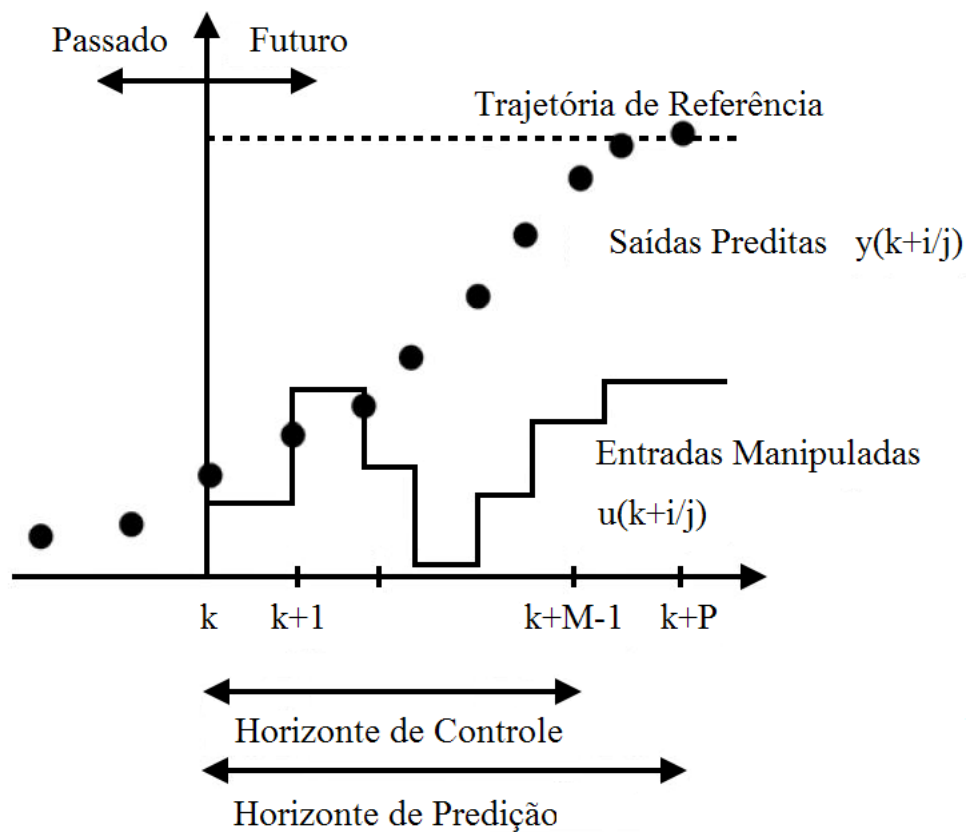 Passado Futuro
Trajetória de Referência
Saídas Preditas y(k+i/j)
Entradas Manipuladas
u(k+i/j)
k k+1 k+M-1 k+P
Horizonte de Controle
Horizonte de Predição